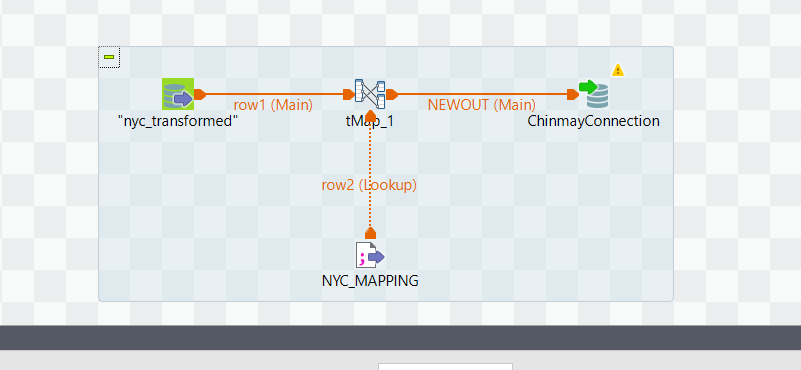 row1 (Main)
NEWOUT (Main)
"nyc_transformed"
tMap_1
ChinmayConnection
row2 (Lookup)
NYC_MAPPING